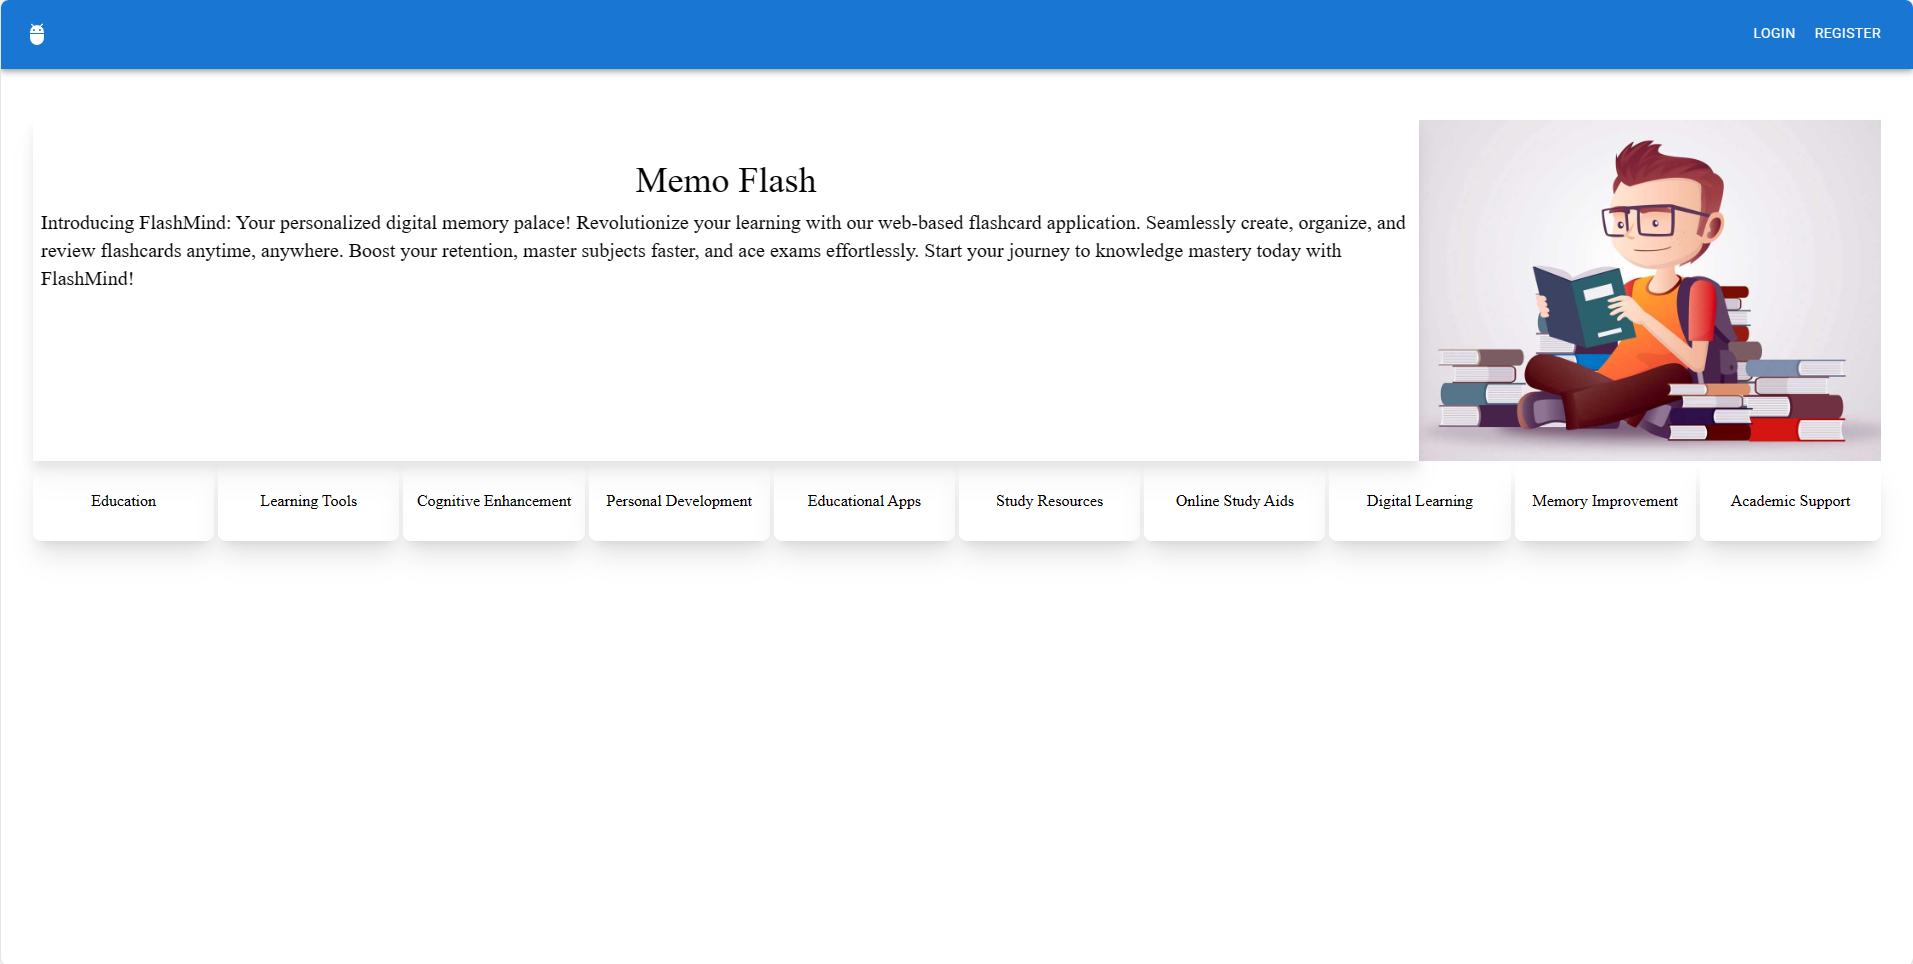 LOGIN REGISTER
Memo Flash
Introducing FlashMind: Your personalized digital memory palace! Revolutionize your learning with our web-based flashcard application. Seamlessly create, organize, and
review flashcards anytime, anywhere. Boost your retention, master subjects faster, and ace exams effortlessly. Start your journey to knowledge mastery today with
FlashMind!
Education Learning Tools Cognitive Enhancement Personal Development Educational Apps Study Resources Online Study Aids Digital Learning Memory Improvement Academic Support